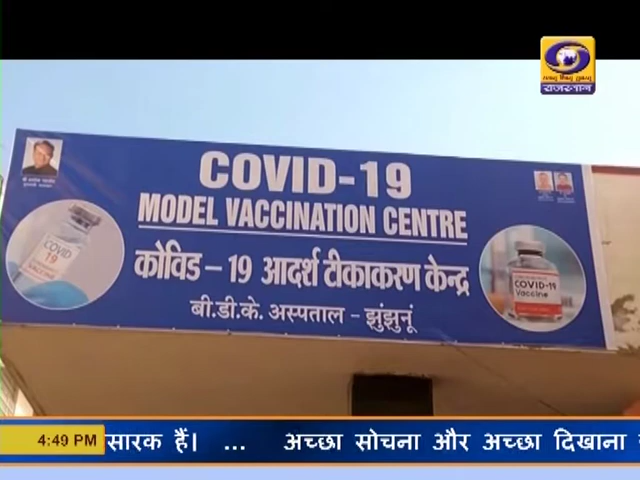 राजस्थान
COVID-19
MODEL VACCINATION CENTRE
कोविड – 19 आदर्श टीकाकरण केन्द्र
बी.डी.के. अस्पताल – झुंझुनूं
COVID
19
VACCINE
COVID-19
Vaccine
4:49 PM सारक हैं। ... अच्छा सोचना और अच्छा दिखाना